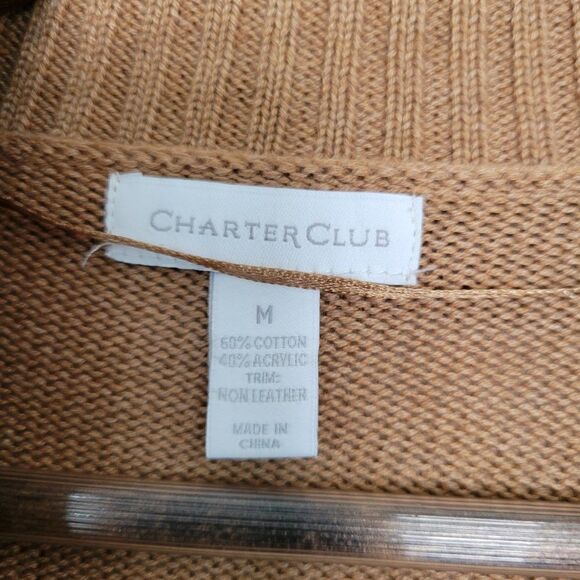 CHARTER CLUB
M
60% COTTON
40% ACRYLIC
TRIM:
NON LEATHER
MADE IN
CHINA